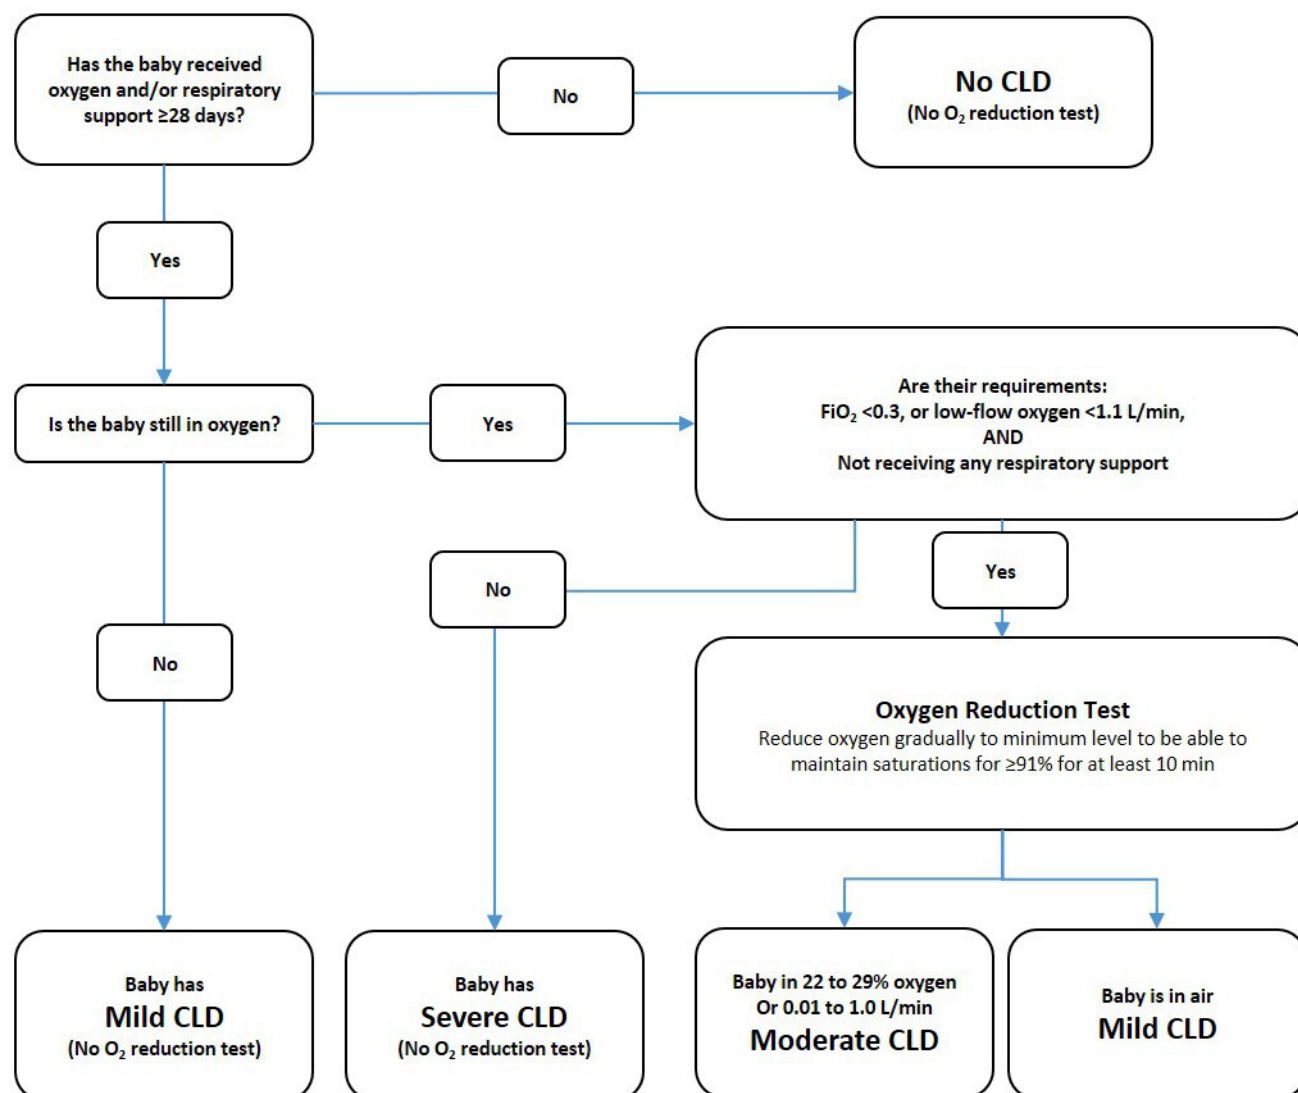 Has the baby received
oxygen and/or respiratory
support ≥28 days?
No
No CLD
(No O₂ reduction test)
Yes
Is the baby still in oxygen?
Yes
Are their requirements:
FiO₂ <0.3, or low-flow oxygen <1.1 L/min,
AND
Not receiving any respiratory support
No
Yes
No
Oxygen Reduction Test
Reduce oxygen gradually to minimum level to be able to
maintain saturations for ≥91% for at least 10 min
Baby has
Mild CLD
(No O₂ reduction test)
Baby has
Severe CLD
(No O₂ reduction test)
Baby in 22 to 29% oxygen
Or 0.01 to 1.0 L/min
Moderate CLD
Baby is in air
Mild CLD